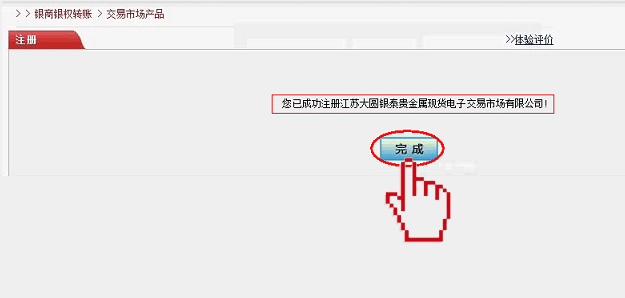 > > 银商银权转账 > 交易市场产品
注册
>>体验评价
您已成功注册江苏大圆银泰贵金属现货电子交易市场有限公司!
完成